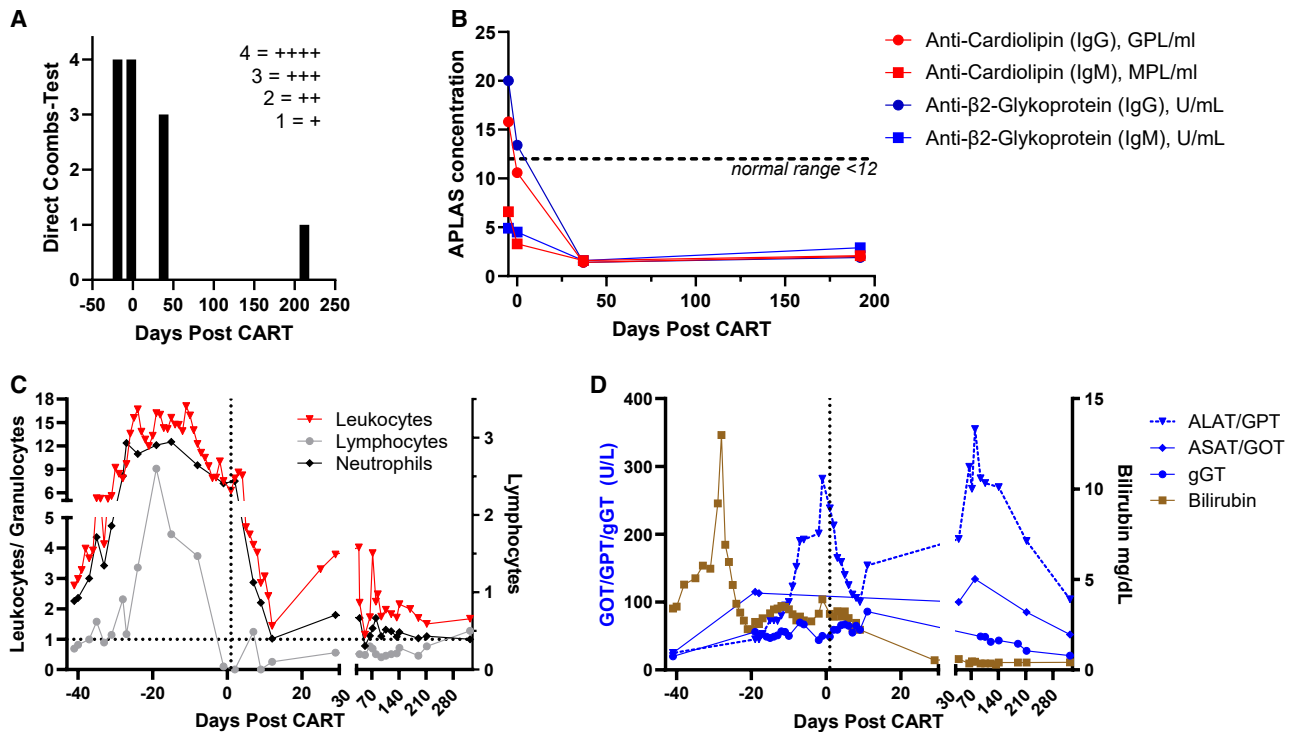 A
Direct Coombs-Test
4
3
2
1
0
4 = ++++
3 = +++
2 = ++
1 = +
-50 0 50 100 150 200 250
Days Post CART
B
APLAS concentration
25
20
15
10
5
0
normal range <12
0 50 100 150 200
Days Post CART
Anti-Cardiolipin (IgG), GPL/ml
Anti-Cardiolipin (IgM), MPL/ml
Anti-β2-Glykoprotein (IgG), U/mL
Anti-β2-Glykoprotein (IgM), U/mL
C
Leukocytes/ Granulocytes
18
15
12
9
6
5
4
3
2
1
0
Leukocytes
Lymphocytes
Neutrophils
3
2
1
0
Lymphocytes
-40 -20 0 20 30 70 140 210 280
Days Post CART
D
GOT/GPT/gGT (U/L)
400
300
200
100
0
15
10
5
0
Bilirubin mg/dL
ALAT/GPT
ASAT/GOT
gGT
Bilirubin
-40 -20 0 20 30 70 140 210 280
Days Post CART